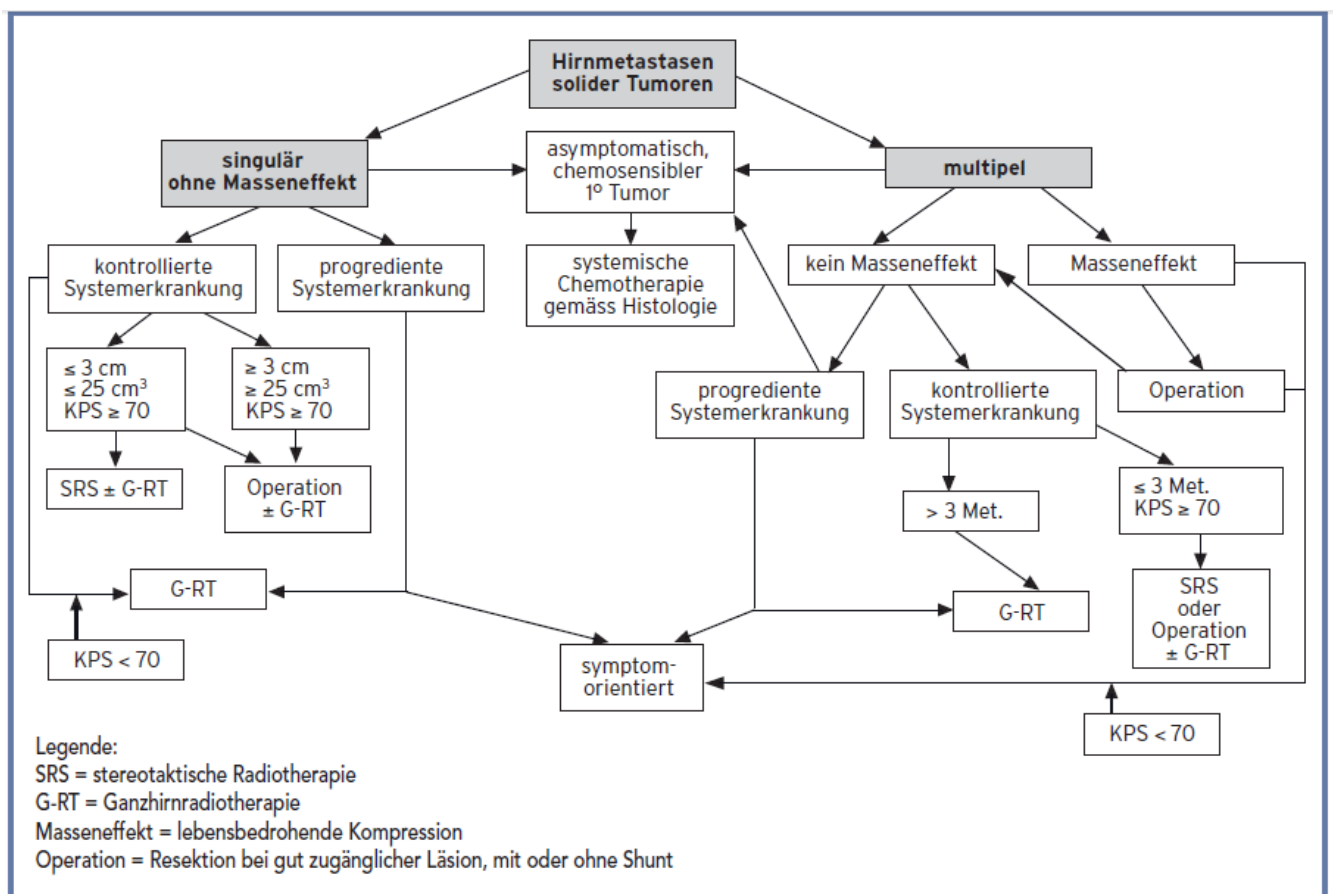 Hirnmetastasen
solider Tumoren
singulär
ohne Masseneffekt
asymptomatisch,
chemosensibler
1º Tumor
multipel
kontrollierte
Systemerkrankung
progrediente
Systemerkrankung
systemische
Chemotherapie
gemäss Histologie
kein Masseneffekt
Masseneffekt
≤ 3 cm
≤ 25 cm³
KPS ≥ 70
≥ 3 cm
≥ 25 cm³
KPS ≥ 70
progrediente
Systemerkrankung
kontrollierte
Systemerkrankung
Operation
SRS ± G-RT
Operation
± G-RT
> 3 Met.
≤ 3 Met.
KPS ≥ 70
G-RT
G-RT
SRS
oder
Operation
± G-RT
KPS < 70
symptom-
orientiert
KPS < 70
Legende:
SRS = stereotaktische Radiotherapie
G-RT = Ganzhirnradiotherapie
Masseneffekt = lebensbedrohende Kompression
Operation = Resektion bei gut zugänglicher Läsion, mit oder ohne Shunt